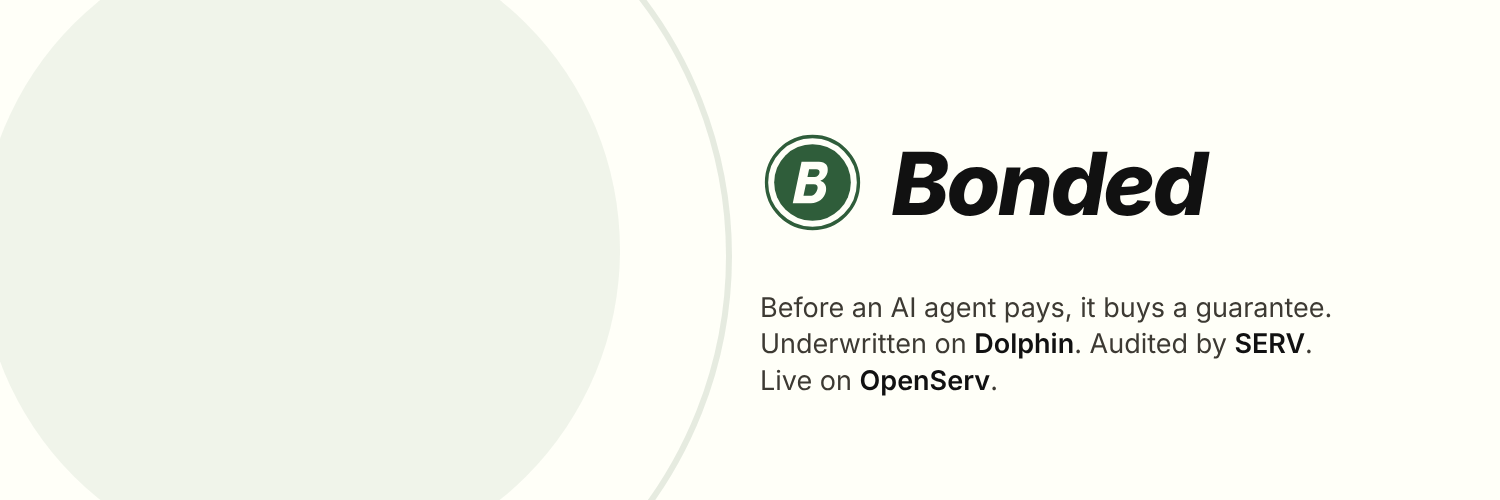 B Bonded
Before an AI agent pays, it buys a guarantee.
Underwritten on Dolphin. Audited by SERV.
Live on OpenServ.